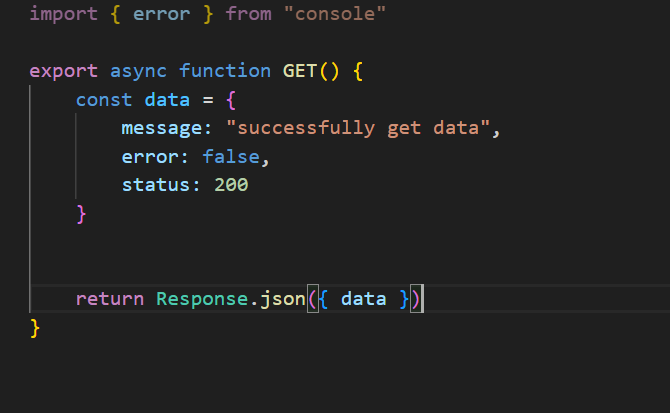 import { error } from "console"
export async function GET() {
const data = {
message: "successfully get data",
error: false,
status: 200
}
return Response.json({ data })
}